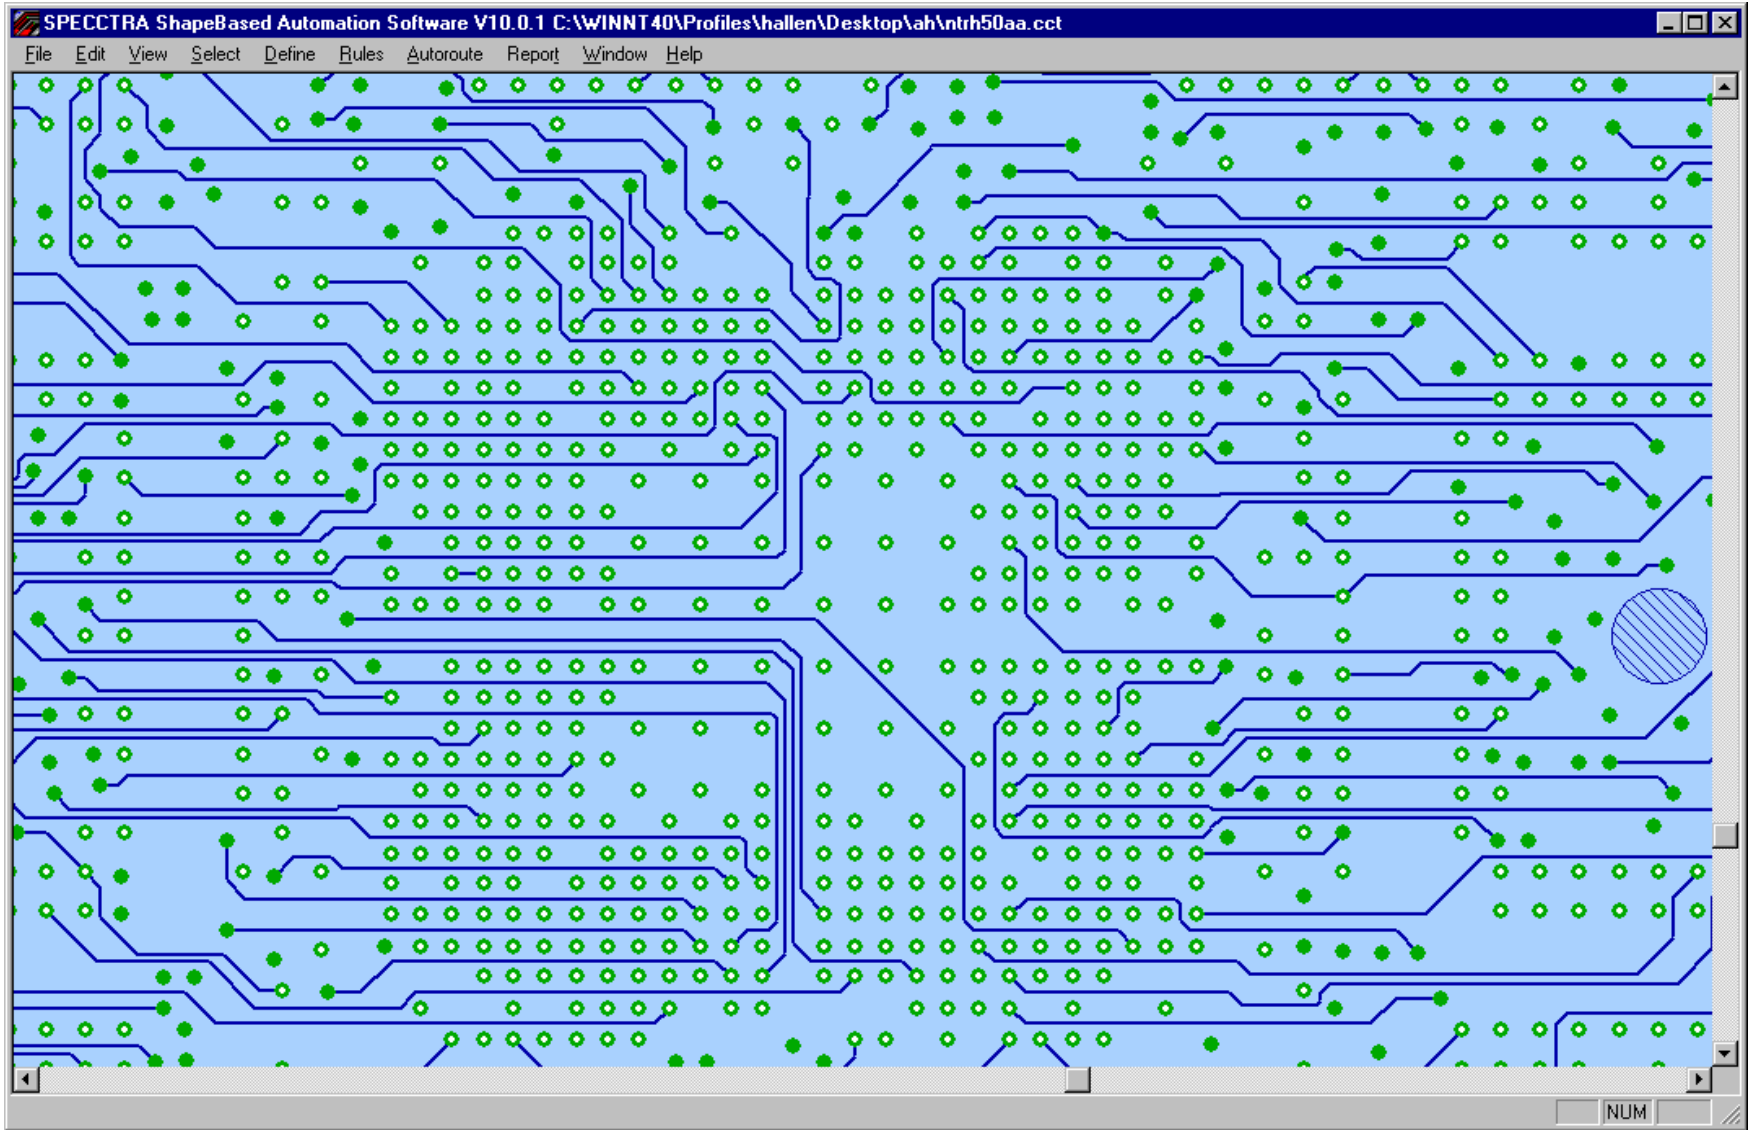 SPECCTRA ShapeBased Automation Software V10.0.1 C:\WINNT40\Profiles\hallen\Desktop\ah\ntrh50aa.cct
File Edit View Select Define Rules Autoroute Report Window Help
NUM